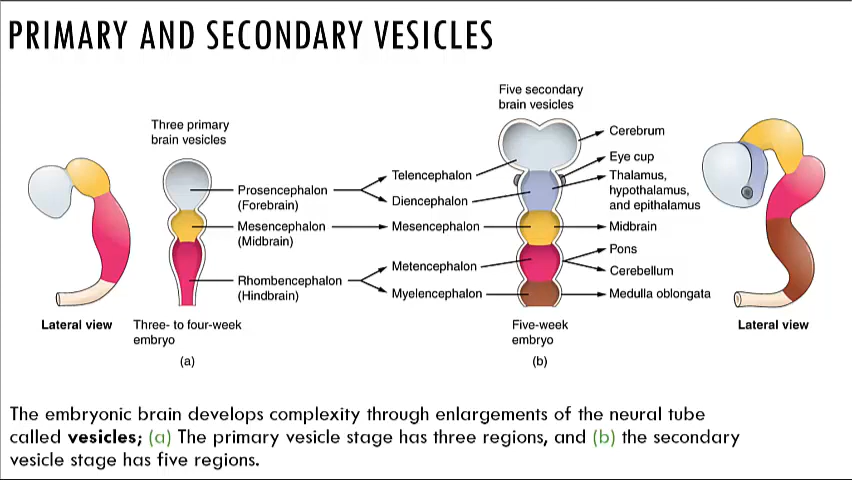 PRIMARY AND SECONDARY VESICLES
Three primary
brain vesicles
Prosencephalon
(Forebrain)
Mesencephalon
(Midbrain)
Rhombencephalon
(Hindbrain)
Lateral view
Three- to four-week
embryo
(a)
Five secondary
brain vesicles
Telencephalon
Diencephalon
Mesencephalon
Metencephalon
Myelencephalon
Cerebrum
Eye cup
Thalamus,
hypothalamus,
and epithalamus
Midbrain
Pons
Cerebellum
Medulla oblongata
Five-week
embryo
(b)
Lateral view
The embryonic brain develops complexity through enlargements of the neural tube
called vesicles; (a) The primary vesicle stage has three regions, and (b) the secondary
vesicle stage has five regions.